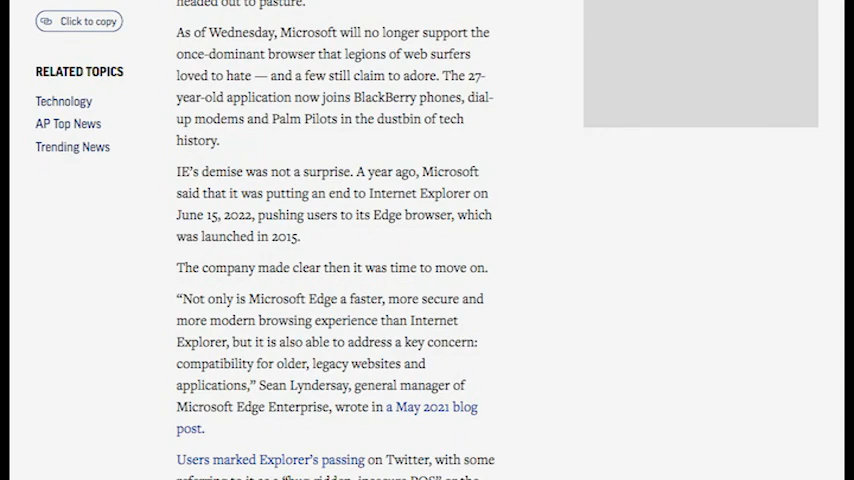 headed out to pasture.
Click to copy
RELATED TOPICS
Technology
AP Top News
Trending News
As of Wednesday, Microsoft will no longer support the
once-dominant browser that legions of web surfers
loved to hate — and a few still claim to adore. The 27-
year-old application now joins BlackBerry phones, dial-
up modems and Palm Pilots in the dustbin of tech
history.
IE’s demise was not a surprise. A year ago, Microsoft
said that it was putting an end to Internet Explorer on
June 15, 2022, pushing users to its Edge browser, which
was launched in 2015.
The company made clear then it was time to move on.
“Not only is Microsoft Edge a faster, more secure and
more modern browsing experience than Internet
Explorer, but it is also able to address a key concern:
compatibility for older, legacy websites and
applications,” Sean Lyndersay, general manager of
Microsoft Edge Enterprise, wrote in a May 2021 blog
post.
Users marked Explorer’s passing on Twitter, with some
referring to it as a “bug-ridden, insecure POS” or the